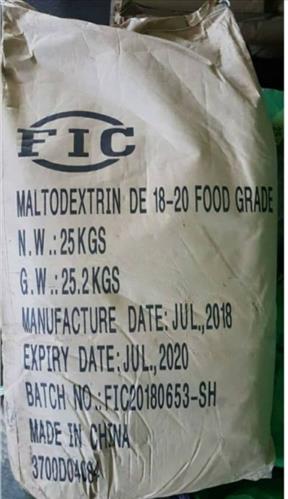 FIC
MALTODEXTRIN DE 18-20 FOOD GRADE
N.W.:25KGS
G.W.:25.2KGS
MANUFACTURE DATE:JUL.,2018
EXPIRY DATE:JUL.,2020
BATCH NO.:FIC20180653-SH
MADE IN CHINA
3700D04084